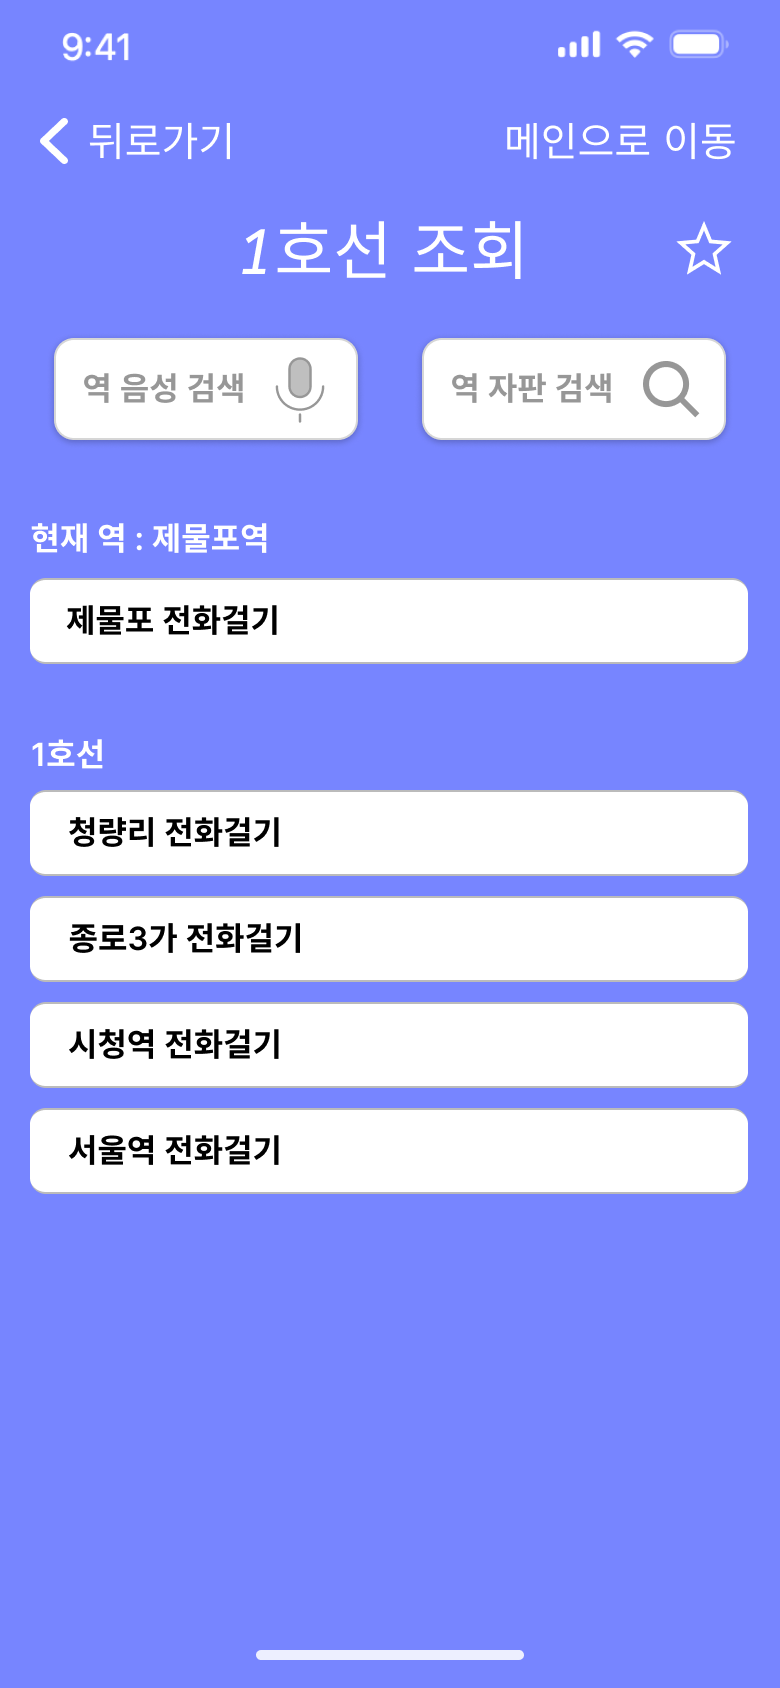 9:41
뒤로가기 메인으로 이동
1호선 조회
역 음성 검색 역 자판 검색
현재 역 : 제물포역
제물포 전화걸기
1호선
청량리 전화걸기
종로3가 전화걸기
시청역 전화걸기
서울역 전화걸기